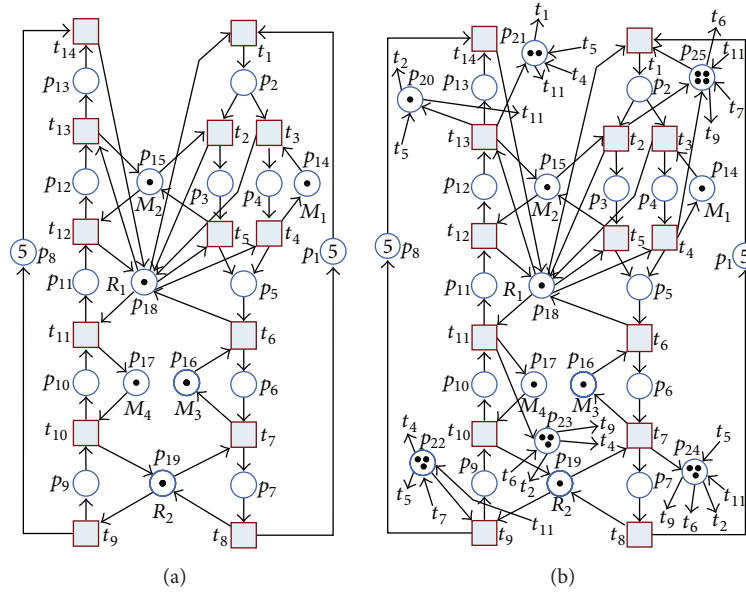 t14 t1
p13 p2
t13 t2 t3
p15 p14
p12 M2 p3 p4 M1
t12 t5 t4
5 p8 p1 5
p11 R1 p18 p5
t11 t6
p17 p16
p10 M4 M3 p6
t10 t7
p19
p9 R2 p7
t9 t8
(a)
t1 t6
p21 t5 p25
t14 t4 t11
t2 p20 p13 t11 t1 t7
p2 t9
t11
t5 t13 t2 t3
p15 p14
p12 M2 p3 p4 M1
t12 t5 t4
5 p8 p1 5
p11 R1 p18 p5
t11 t6
p17 p16
p10 M4 M3 p6
t4 p23 t9
t10 t4 t7 p24 t5
p22 t6 t2 p19
t5 p9 R2 p7 t11
t7 t11 t9 t6 t2
t9 t8
(b)